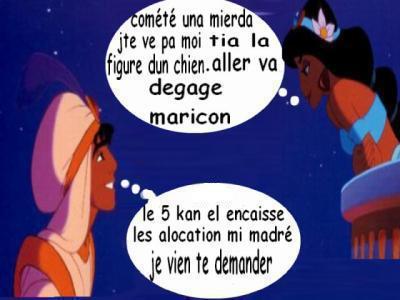 comété una mierda
jte ve pa moi tia la
figure dun chien.aller va
degage
maricon
le 5 kan el encaisse
les alocation mi madré
je vien te demander